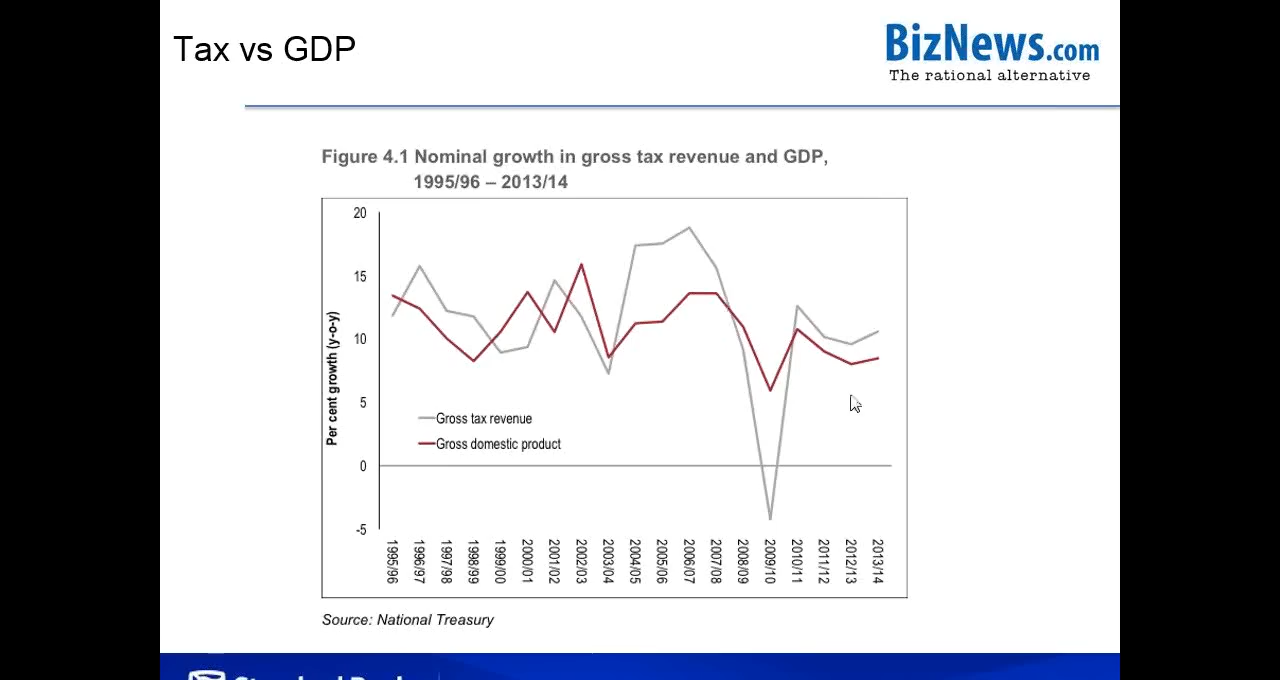 Tax vs GDP
BizNews.com
The rational alternative
Figure 4.1 Nominal growth in gross tax revenue and GDP,
1995/96 – 2013/14
20
15
10
5
0
-5
Per cent growth (y-o-y)
Gross tax revenue
Gross domestic product
1995/96
1996/97
1997/98
1998/99
1999/00
2000/01
2001/02
2002/03
2003/04
2004/05
2005/06
2006/07
2007/08
2008/09
2009/10
2010/11
2011/12
2012/13
2013/14
Source: National Treasury